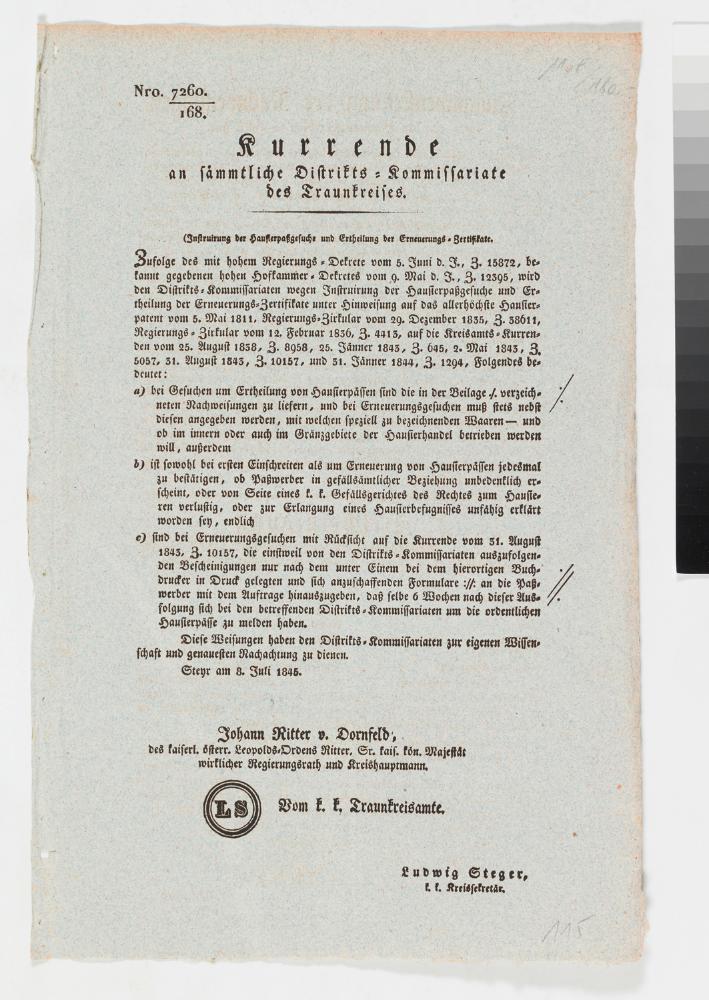 Nro. 7260.
168.
Kurrende
an sämmtliche Distrikts-Kommissariate
des Traunkreises.
(Instruirung der Hausierpaßgesuche und Ertheilung der Erneuerungs-Zertifikate.
Zufolge des mit hohem Regierungs-Dekrete vom 5. Juni d. J., Z. 15872, be-
kannt gegebenen hohen Hofkammer-Dekretes vom 9. Mai d. J., Z. 12395, wird
den Distrikts-Kommissariaten wegen Instruirung der Hausierpaßgesuche und Er-
theilung der Erneuerungs-Zertifikate unter Hinweisung auf das allerhöchste Hausier-
patent vom 5. Mai 1811, Regierungs-Zirkular vom 29. Dezember 1835, Z. 38611,
Regierungs-Zirkular vom 12. Februar 1836, Z. 4413, auf die Kreisamts-Kurren-
den vom 25. August 1838, Z. 8958, 25. Jänner 1843, Z. 645, 2. Mai 1843, Z.
5057, 31. August 1843, Z. 10157, und 31. Jänner 1844, Z. 1294, Folgendes be-
deutet:
a) bei Gesuchen um Ertheilung von Hausierpässen sind die in der Beilage ·/. verzeich-
neten Nachweisungen zu liefern, und bei Erneuerungsgesuchen muß stets nebst
diesen angegeben werden, mit welchen speziell zu bezeichnenden Waaren — und
ob im innern oder auch im Gränzgebiete der Hausierhandel betrieben werden
will, außerdem
b) ist sowohl bei ersten Einschreiten als um Erneuerung von Hausierpässen jedesmal
zu bestätigen, ob Paßwerber in gefällsämtlicher Beziehung unbedenklich er-
scheint, oder von Seite eines k. k. Gefällsgerichtes des Rechtes zum Hausie-
ren verlustig, oder zur Erlangung eines Hausierbefugnisses unfähig erklärt
worden sey, endlich
c) sind bei Erneuerungsgesuchen mit Rücksicht auf die Kurrende vom 31. August
1843, Z. 10157, die einstweil von den Distrikts-Kommissariaten auszufolgen-
den Bescheinigungen nur nach dem unter Einem bei dem hierortigen Buch-
drucker in Druck gelegten und sich anzuschaffenden Formulare ://: an die Paß-
werber mit dem Auftrage hinauszugeben, daß selbe 6 Wochen nach dieser Aus-
folgung sich bei den betreffenden Distrikts-Kommissariaten um die ordentlichen
Hausierpässe zu melden haben.
Diese Weisungen haben den Distrikts-Kommissariaten zur eigenen Wissen-
schaft und genauesten Nachachtung zu dienen.
Steyr am 8. Juli 1845.
Johann Ritter v. Dornfeld,
des kaiserl. österr. Leopolds-Ordens Ritter, Sr. kais. kön. Majestät
wirklicher Regierungsrath und Kreishauptmann.
LS
Vom k. k. Traunkreisamte.
Ludwig Steger,
k. k. Kreissekretär.
115